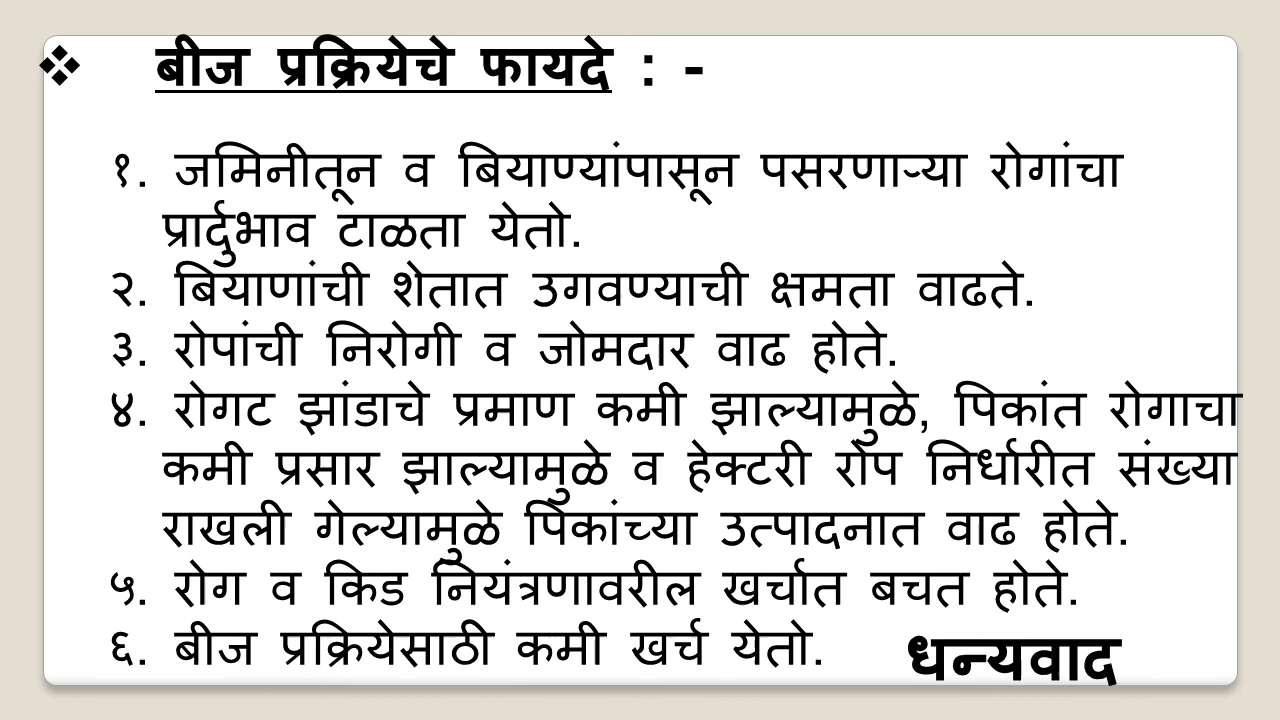 ❖ बीज प्रक्रियेचे फायदे : -
१. जमिनीतून व बियाण्यांपासून पसरणाऱ्या रोगांचा
प्रार्दुभाव टाळता येतो.
२. बियाणांची शेतात उगवण्याची क्षमता वाढते.
३. रोपांची निरोगी व जोमदार वाढ होते.
४. रोगट झांडाचे प्रमाण कमी झाल्यामुळे, पिकांत रोगाचा
कमी प्रसार झाल्यामुळे व हेक्टरी रोप निर्धारीत संख्या
राखली गेल्यामुळे पिकांच्या उत्पादनात वाढ होते.
५. रोग व किड नियंत्रणावरील खर्चात बचत होते.
६. बीज प्रक्रियेसाठी कमी खर्च येतो.
धन्यवाद